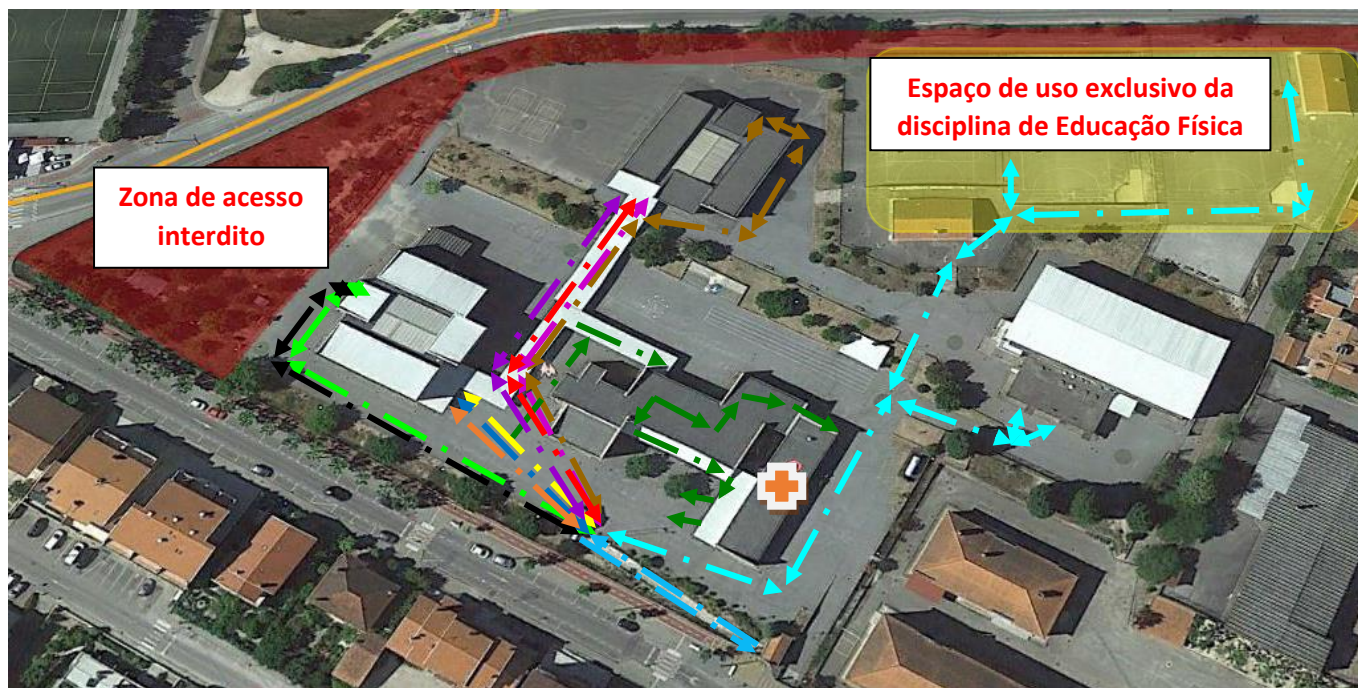 Espaço de uso exclusivo da
disciplina de Educação Física
Zona de acesso
interdito